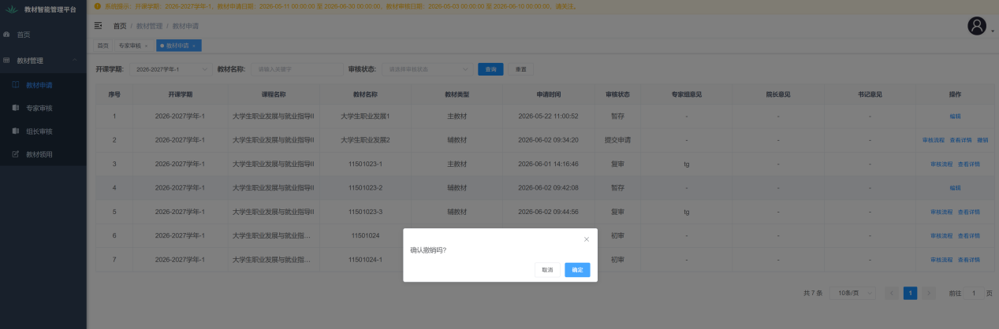 教材智能管理平台
系统提示: 开课学期: 2026-2027学年-1、教材申请日期: 2026-05-11 00:00:00 至 2026-06-30 00:00:00、教材审核日期: 2026-05-03 00:00:00 至 2026-06-10 00:00:00、请关注。
首页 / 教材管理 / 教材申请
首页 专家审核 × 教材申请 ×
首页
教材管理
教材申请
专家审核
组长审核
教材领用
开课学期: 2026-2027学年-1 教材名称: 请输入关键字 审核状态: 请选择审核状态 查询 重置
序号 开课学期 课程名称 教材名称 教材类型 申请时间 审核状态 专家组意见 院长意见 书记意见 操作
1 2026-2027学年-1 大学生职业发展与就业指导II 大学生职业发展1 主教材 2026-05-22 11:00:52 暂存 - - - 编辑
2 2026-2027学年-1 大学生职业发展与就业指导II 大学生职业发展2 辅教材 2026-06-02 09:34:20 提交申请 - - - 审核流程 查看详情 撤销
3 2026-2027学年-1 大学生职业发展与就业指导II 11501023-1 主教材 2026-06-01 14:16:46 复审 tg - - 审核流程 查看详情
4 2026-2027学年-1 大学生职业发展与就业指导II 11501023-2 辅教材 2026-06-02 09:42:08 暂存 - - - 编辑
5 2026-2027学年-1 大学生职业发展与就业指导II 11501023-3 辅教材 2026-06-02 09:44:56 复审 tg - - 审核流程 查看详情
6 2026-2027学年-1 大学生职业发展与就业指... 11501024 初审 - - - 审核流程 查看详情
7 2026-2027学年-1 大学生职业发展与就业指... 11501024-1 初审 - - - 审核流程 查看详情
确认撤销吗?
取消 确定
共 7 条 10条/页 1 前往 1 页